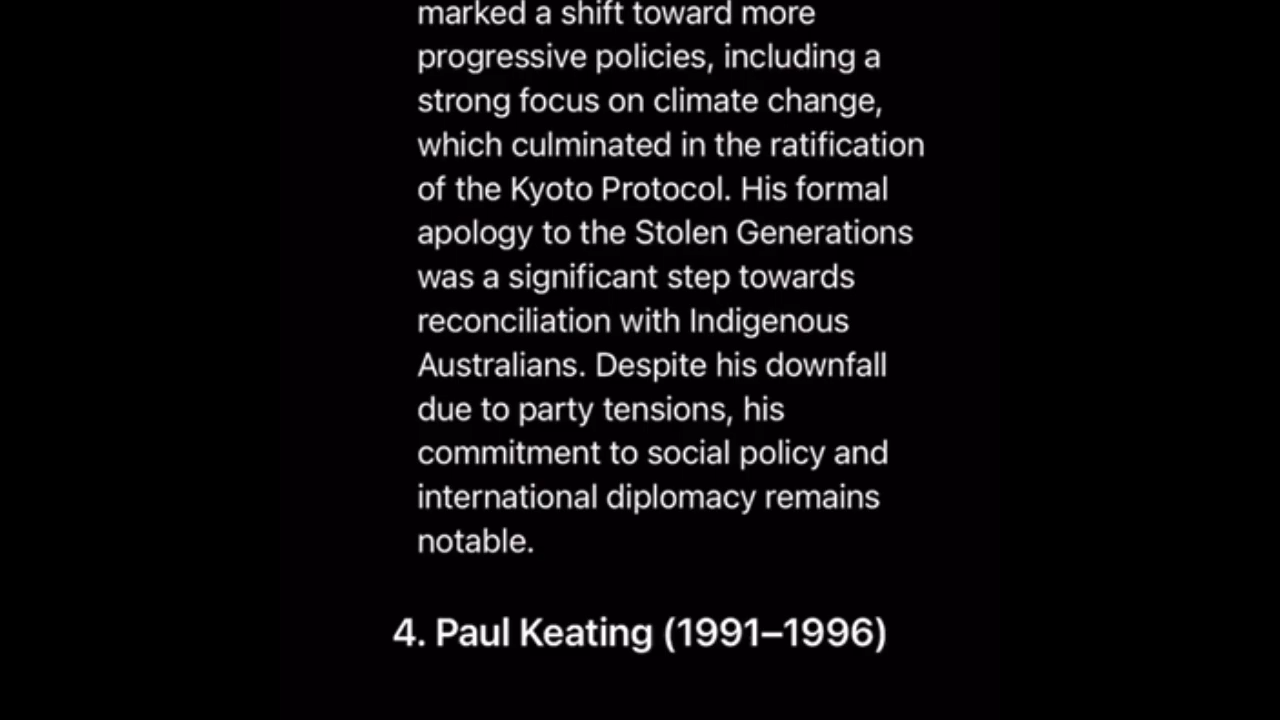 marked a shift toward more
progressive policies, including a
strong focus on climate change,
which culminated in the ratification
of the Kyoto Protocol. His formal
apology to the Stolen Generations
was a significant step towards
reconciliation with Indigenous
Australians. Despite his downfall
due to party tensions, his
commitment to social policy and
international diplomacy remains
notable.
4. Paul Keating (1991–1996)